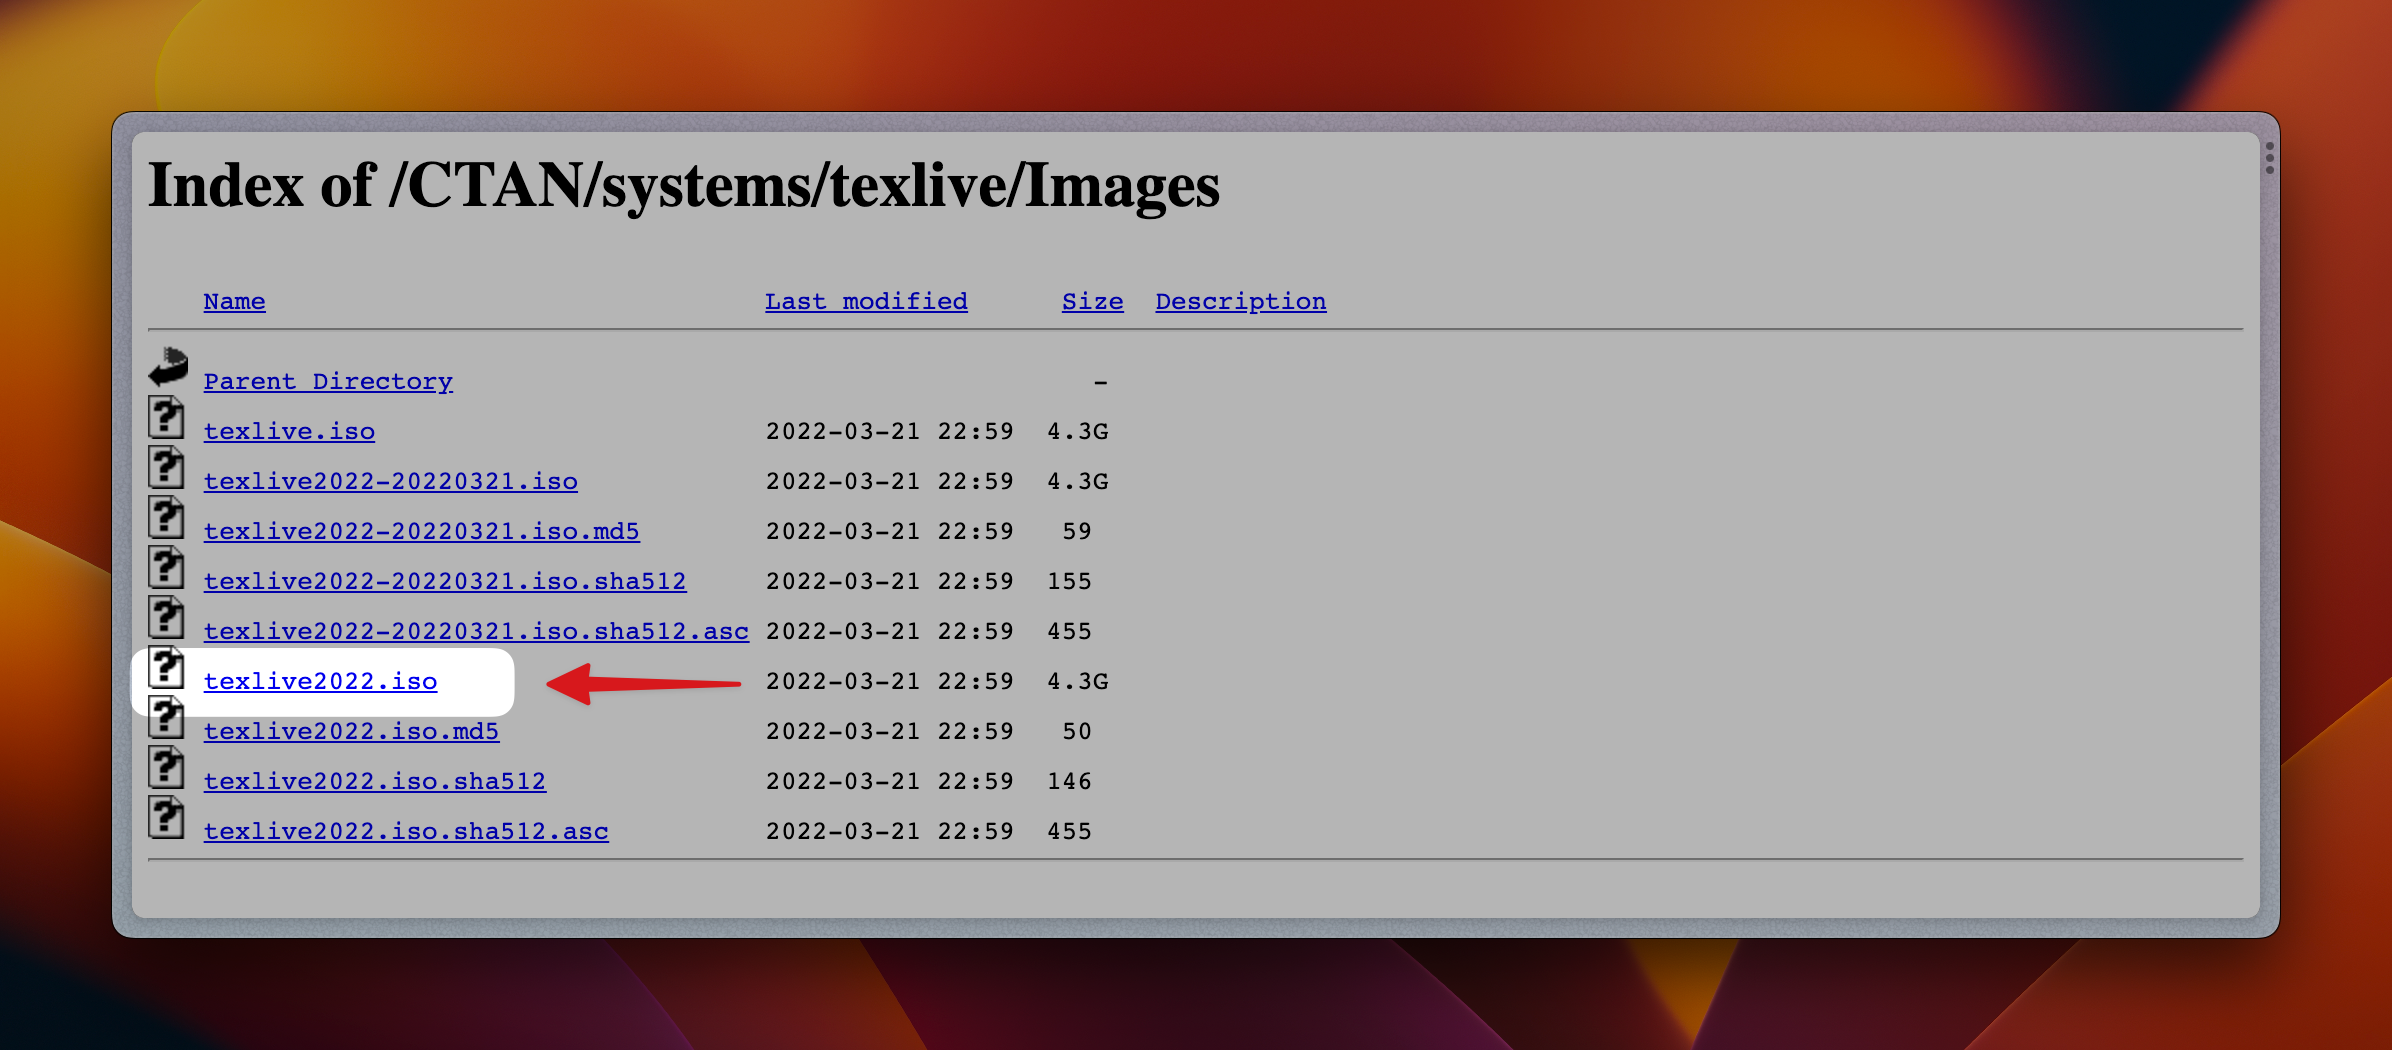 Index of /CTAN/systems/texlive/Images
Name Last modified Size Description
Parent Directory -
texlive.iso 2022-03-21 22:59 4.3G
texlive2022-20220321.iso 2022-03-21 22:59 4.3G
texlive2022-20220321.iso.md5 2022-03-21 22:59 59
texlive2022-20220321.iso.sha512 2022-03-21 22:59 155
texlive2022-20220321.iso.sha512.asc 2022-03-21 22:59 455
texlive2022.iso 2022-03-21 22:59 4.3G
texlive2022.iso.md5 2022-03-21 22:59 50
texlive2022.iso.sha512 2022-03-21 22:59 146
texlive2022.iso.sha512.asc 2022-03-21 22:59 455